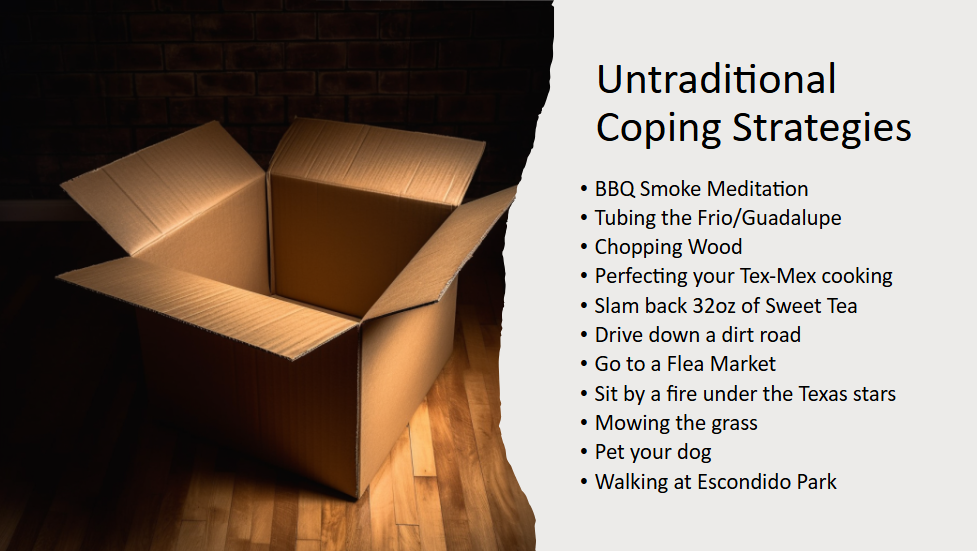 Untraditional
Coping Strategies
• BBQ Smoke Meditation
• Tubing the Frio/Guadalupe
• Chopping Wood
• Perfecting your Tex-Mex cooking
• Slam back 32oz of Sweet Tea
• Drive down a dirt road
• Go to a Flea Market
• Sit by a fire under the Texas stars
• Mowing the grass
• Pet your dog
• Walking at Escondido Park